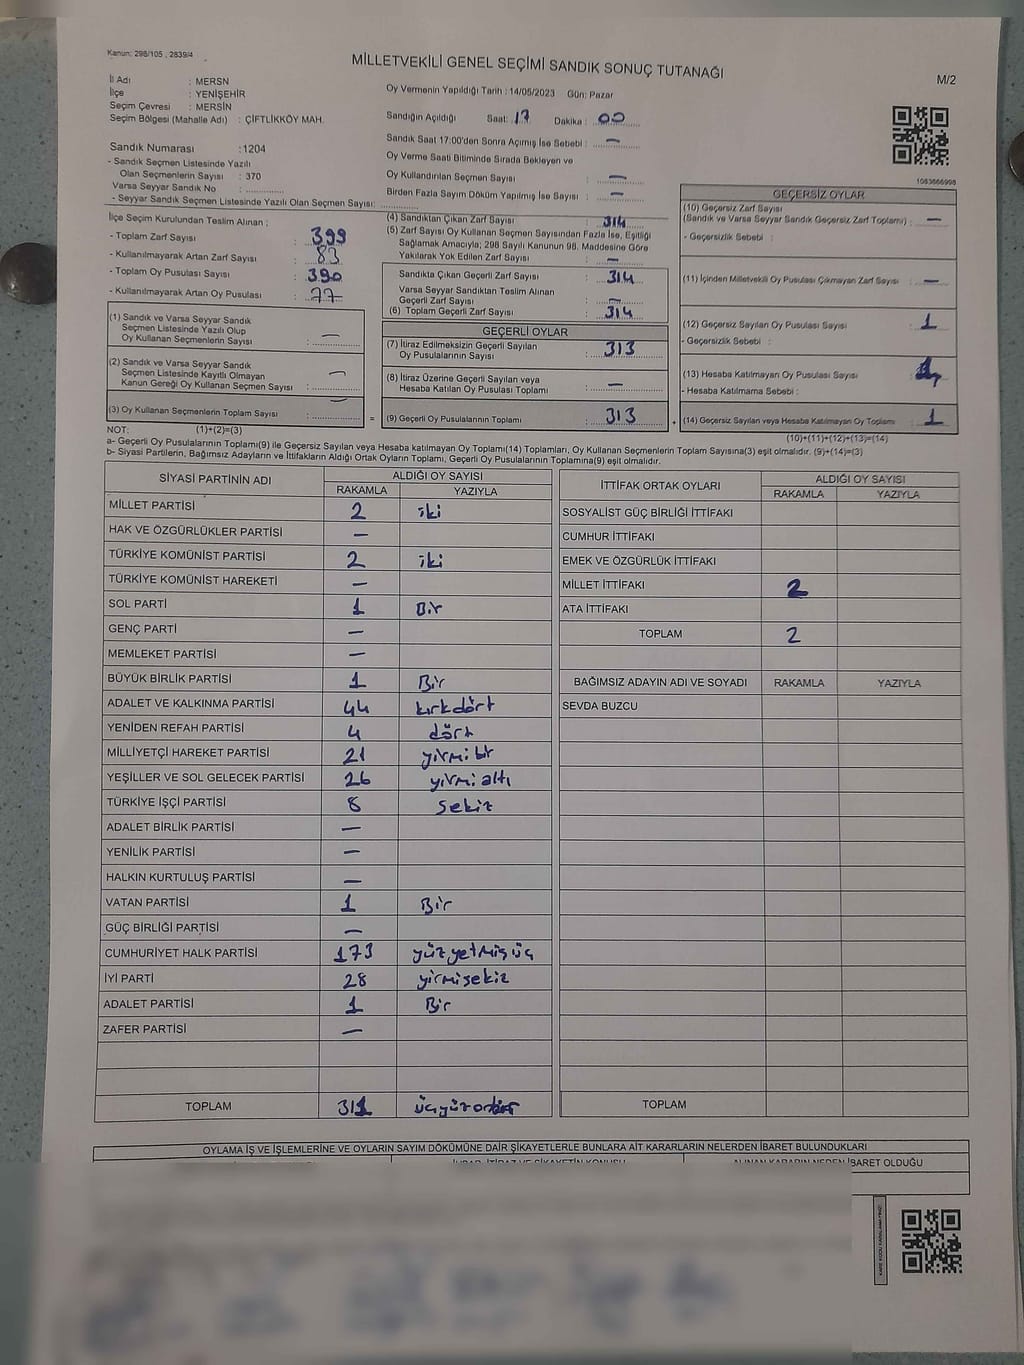 Kanun: 298/105 , 2839/4
MİLLETVEKİLİ GENEL SEÇİMİ SANDIK SONUÇ TUTANAĞI
M/2
İl Adı : MERSN
İlçe : YENİŞEHİR
Seçim Çevresi : MERSİN
Seçim Bölgesi (Mahalle Adı) : ÇİFTLİKKÖY MAH.
Sandık Numarası : 1204
- Sandık Seçmen Listesinde Yazılı
Olan Seçmenlerin Sayısı : 370
Varsa Seyyar Sandık No :
- Seyyar Sandık Seçmen Listesinde Yazılı Olan Seçmen Sayısı:
Oy Vermenin Yapıldığı Tarih : 14/05/2023 Gün: Pazar
Sandığın Açıldığı Saat: 17 Dakika : 00
Sandık Saat 17:00'den Sonra Açılmış İse Sebebi : —
Oy Verme Saati Bitiminde Sırada Bekleyen ve
Oy Kullandırılan Seçmen Sayısı : —
Birden Fazla Sayım Döküm Yapılmış İse Sayısı : —
1083666998
İlçe Seçim Kurulundan Teslim Alınan ;
- Toplam Zarf Sayısı : 399
- Kullanılmayarak Artan Zarf Sayısı : 83
- Toplam Oy Pusulası Sayısı : 390
- Kullanılmayarak Artan Oy Pusulası : 77
(1) Sandık ve Varsa Seyyar Sandık
Seçmen Listesinde Yazılı Olup
Oy Kullanan Seçmenlerin Sayısı : —
(2) Sandık ve Varsa Seyyar Sandık
Seçmen Listesinde Kayıtlı Olmayan
Kanun Gereği Oy Kullanan Seçmen Sayısı : —
(3) Oy Kullanan Seçmenlerin Toplam Sayısı : —
(4) Sandıktan Çıkan Zarf Sayısı : 314
(5) Zarf Sayısı Oy Kullanan Seçmen Sayısından Fazla İse, Eşitliği
Sağlamak Amacıyla; 298 Sayılı Kanunun 98. Maddesine Göre
Yakılarak Yok Edilen Zarf Sayısı : —
Sandıkta Çıkan Geçerli Zarf Sayısı : 314
Varsa Seyyar Sandıktan Teslim Alınan
Geçerli Zarf Sayısı : —
(6) Toplam Geçerli Zarf Sayısı : 314
GEÇERLİ OYLAR
(7) İtiraz Edilmeksizin Geçerli Sayılan
Oy Pusulalarının Sayısı : 313
(8) İtiraz Üzerine Geçerli Sayılan veya
Hesaba Katılan Oy Pusulası Toplamı : —
= (9) Geçerli Oy Pusulalarının Toplamı : 313 +
GEÇERSİZ OYLAR
(10) Geçersiz Zarf Sayısı
(Sandık ve Varsa Seyyar Sandık Geçersiz Zarf Toplamı) : —
- Geçersizlik Sebebi :
(11) İçinden Milletvekili Oy Pusulası Çıkmayan Zarf Sayısı : —
(12) Geçersiz Sayılan Oy Pusulası Sayısı : 1
- Geçersizlik Sebebi :
(13) Hesaba Katılmayan Oy Pusulası Sayısı :
- Hesaba Katılmama Sebebi :
(14) Geçersiz Sayılan veya Hesaba Katılmayan Oy Toplamı : 1
NOT: (1)+(2)=(3) (10)+(11)+(12)+(13)=(14)
a- Geçerli Oy Pusulalarının Toplamı(9) ile Geçersiz Sayılan veya Hesaba katılmayan Oy Toplamı(14) Toplamları, Oy Kullanan Seçmenlerin Toplam Sayısına(3) eşit olmalıdır. (9)+(14)=(3)
b- Siyasi Partilerin, Bağımsız Adayların ve İttifakların Aldığı Ortak Oyların Toplamı, Geçerli Oy Pusulalarının Toplamına(9) eşit olmalıdır.
SİYASİ PARTİNİN ADI ALDIĞI OY SAYISI
RAKAMLA YAZIYLA
MİLLET PARTİSİ 2 iki
HAK VE ÖZGÜRLÜKLER PARTİSİ —
TÜRKİYE KOMÜNİST PARTİSİ 2 iki
TÜRKİYE KOMÜNİST HAREKETİ —
SOL PARTİ 1 Bir
GENÇ PARTİ —
MEMLEKET PARTİSİ —
BÜYÜK BİRLİK PARTİSİ 1 Bir
ADALET VE KALKINMA PARTİSİ 44 kırkdört
YENİDEN REFAH PARTİSİ 4 dört
MİLLİYETÇİ HAREKET PARTİSİ 21 yirmi bir
YEŞİLLER VE SOL GELECEK PARTİSİ 26 yirmi altı
TÜRKİYE İŞÇİ PARTİSİ 8 sekiz
ADALET BİRLİK PARTİSİ —
YENİLİK PARTİSİ —
HALKIN KURTULUŞ PARTİSİ —
VATAN PARTİSİ 1 Bir
GÜÇ BİRLİĞİ PARTİSİ —
CUMHURİYET HALK PARTİSİ 173 yüzyetmişüç
İYİ PARTİ 28 yirmisekiz
ADALET PARTİSİ 1 Bir
ZAFER PARTİSİ —
TOPLAM 311 üçyüzonbir
İTTİFAK ORTAK OYLARI ALDIĞI OY SAYISI
RAKAMLA YAZIYLA
SOSYALİST GÜÇ BİRLİĞİ İTTİFAKI
CUMHUR İTTİFAKI
EMEK VE ÖZGÜRLÜK İTTİFAKI
MİLLET İTTİFAKI 2
ATA İTTİFAKI
TOPLAM 2
BAĞIMSIZ ADAYIN ADI VE SOYADI RAKAMLA YAZIYLA
SEVDA BUZCU
TOPLAM
OYLAMA İŞ VE İŞLEMLERİNE VE OYLARIN SAYIM DÖKÜMÜNE DAİR ŞİKAYETLERLE BUNLARA AİT KARARLARIN NELERDEN İBARET BULUNDUKLARI
İHBAR, İTİRAZ VE ŞİKAYETİN KONUSU ALINAN KARARIN NEDEN İBARET OLDUĞU
KARE KODU KARALAMAYINIZ!